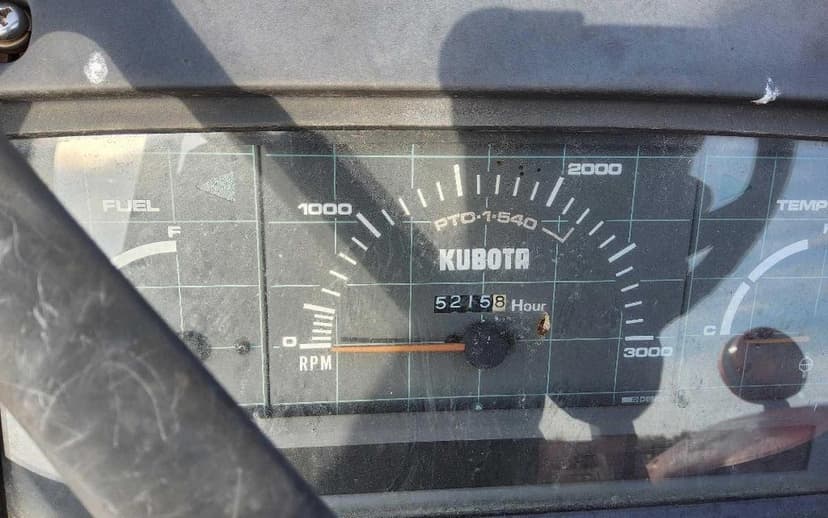 FUEL
F
1000
2000
PTO-1-540
KUBOTA
52158 Hour
0
RPM
3000
TEMP
C